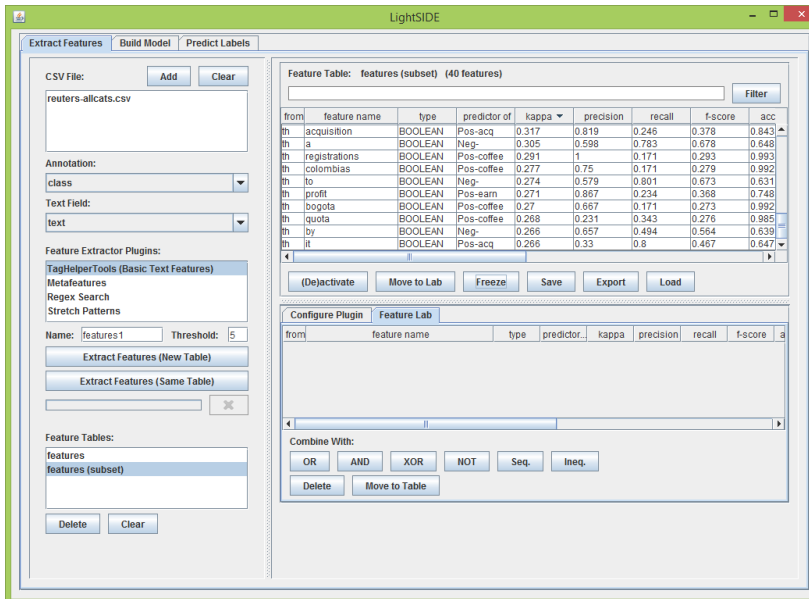 LightSIDE
Extract Features Build Model Predict Labels
CSV File: Add Clear
reuters-allcats.csv
Annotation:
class
Text Field:
text
Feature Extractor Plugins:
TagHelperTools (Basic Text Features)
Metafeatures
Regex Search
Stretch Patterns
Name: features1 Threshold: 5
Extract Features (New Table)
Extract Features (Same Table)
Feature Tables:
features
features (subset)
Delete Clear
Feature Table: features (subset) (40 features)
Filter
from feature name type predictor of kappa precision recall f-score acc
th acquisition BOOLEAN Pos-acq 0.317 0.819 0.246 0.378 0.843
th a BOOLEAN Neg- 0.305 0.598 0.783 0.678 0.648
th registrations BOOLEAN Pos-coffee 0.291 1 0.171 0.293 0.993
th colombias BOOLEAN Pos-coffee 0.277 0.75 0.171 0.279 0.992
th to BOOLEAN Neg- 0.274 0.579 0.801 0.673 0.631
th profit BOOLEAN Pos-earn 0.271 0.867 0.234 0.368 0.748
th bogota BOOLEAN Pos-coffee 0.27 0.667 0.171 0.273 0.992
th quota BOOLEAN Pos-coffee 0.268 0.231 0.343 0.276 0.985
th by BOOLEAN Neg- 0.266 0.657 0.494 0.564 0.639
th it BOOLEAN Pos-acq 0.266 0.33 0.8 0.467 0.647
(De)activate Move to Lab Freeze Save Export Load
Configure Plugin Feature Lab
from feature name type predictor... kappa precision recall f-score a
Combine With:
OR AND XOR NOT Seq. Ineq.
Delete Move to Table